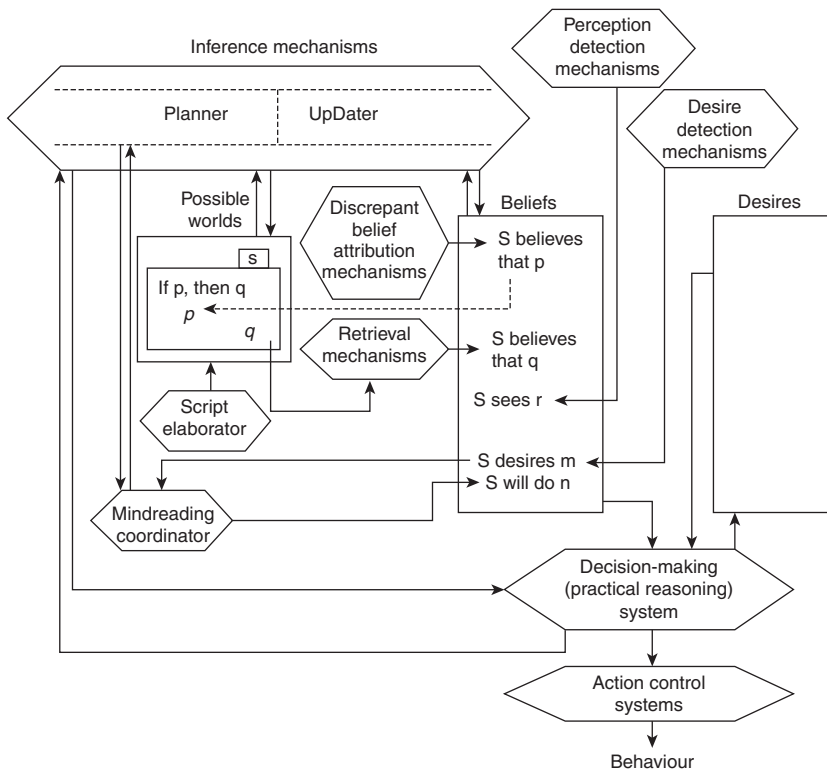 Inference mechanisms
Perception
detection
mechanisms
Planner
UpDater
Desire
detection
mechanisms
Possible
worlds
Discrepant
belief
attribution
mechanisms
Beliefs
Desires
S believes
that p
s
If p, then q
p
q
Retrieval
mechanisms
S believes
that q
Script
elaborator
S sees r
S desires m
S will do n
Mindreading
coordinator
Decision-making
(practical reasoning)
system
Action control
systems
Behaviour